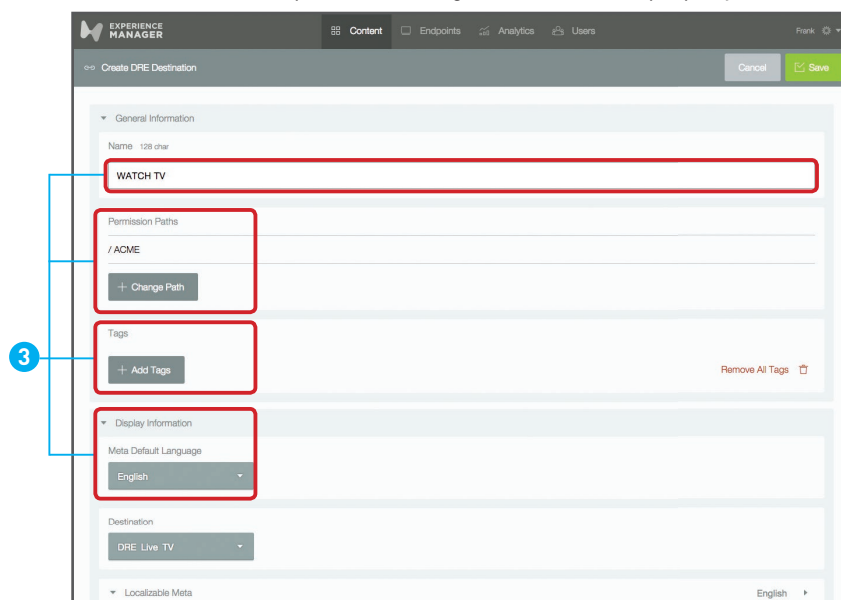 EXPERIENCE
MANAGER
Content
Endpoints
Analytics
Users
Frank
Create DRE Destination
Cancel
Save
General Information
Name 128 char
WATCH TV
Permission Paths
/ ACME
+ Change Path
3
Tags
+ Add Tags
Remove All Tags
Display Information
Meta Default Language
English
Destination
DRE Live TV
Localizable Meta
English